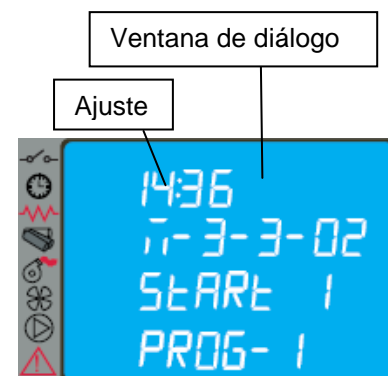 Ventana de diálogo
Ajuste
14:36
n-3-3-02
StARt 1
PROG- 1